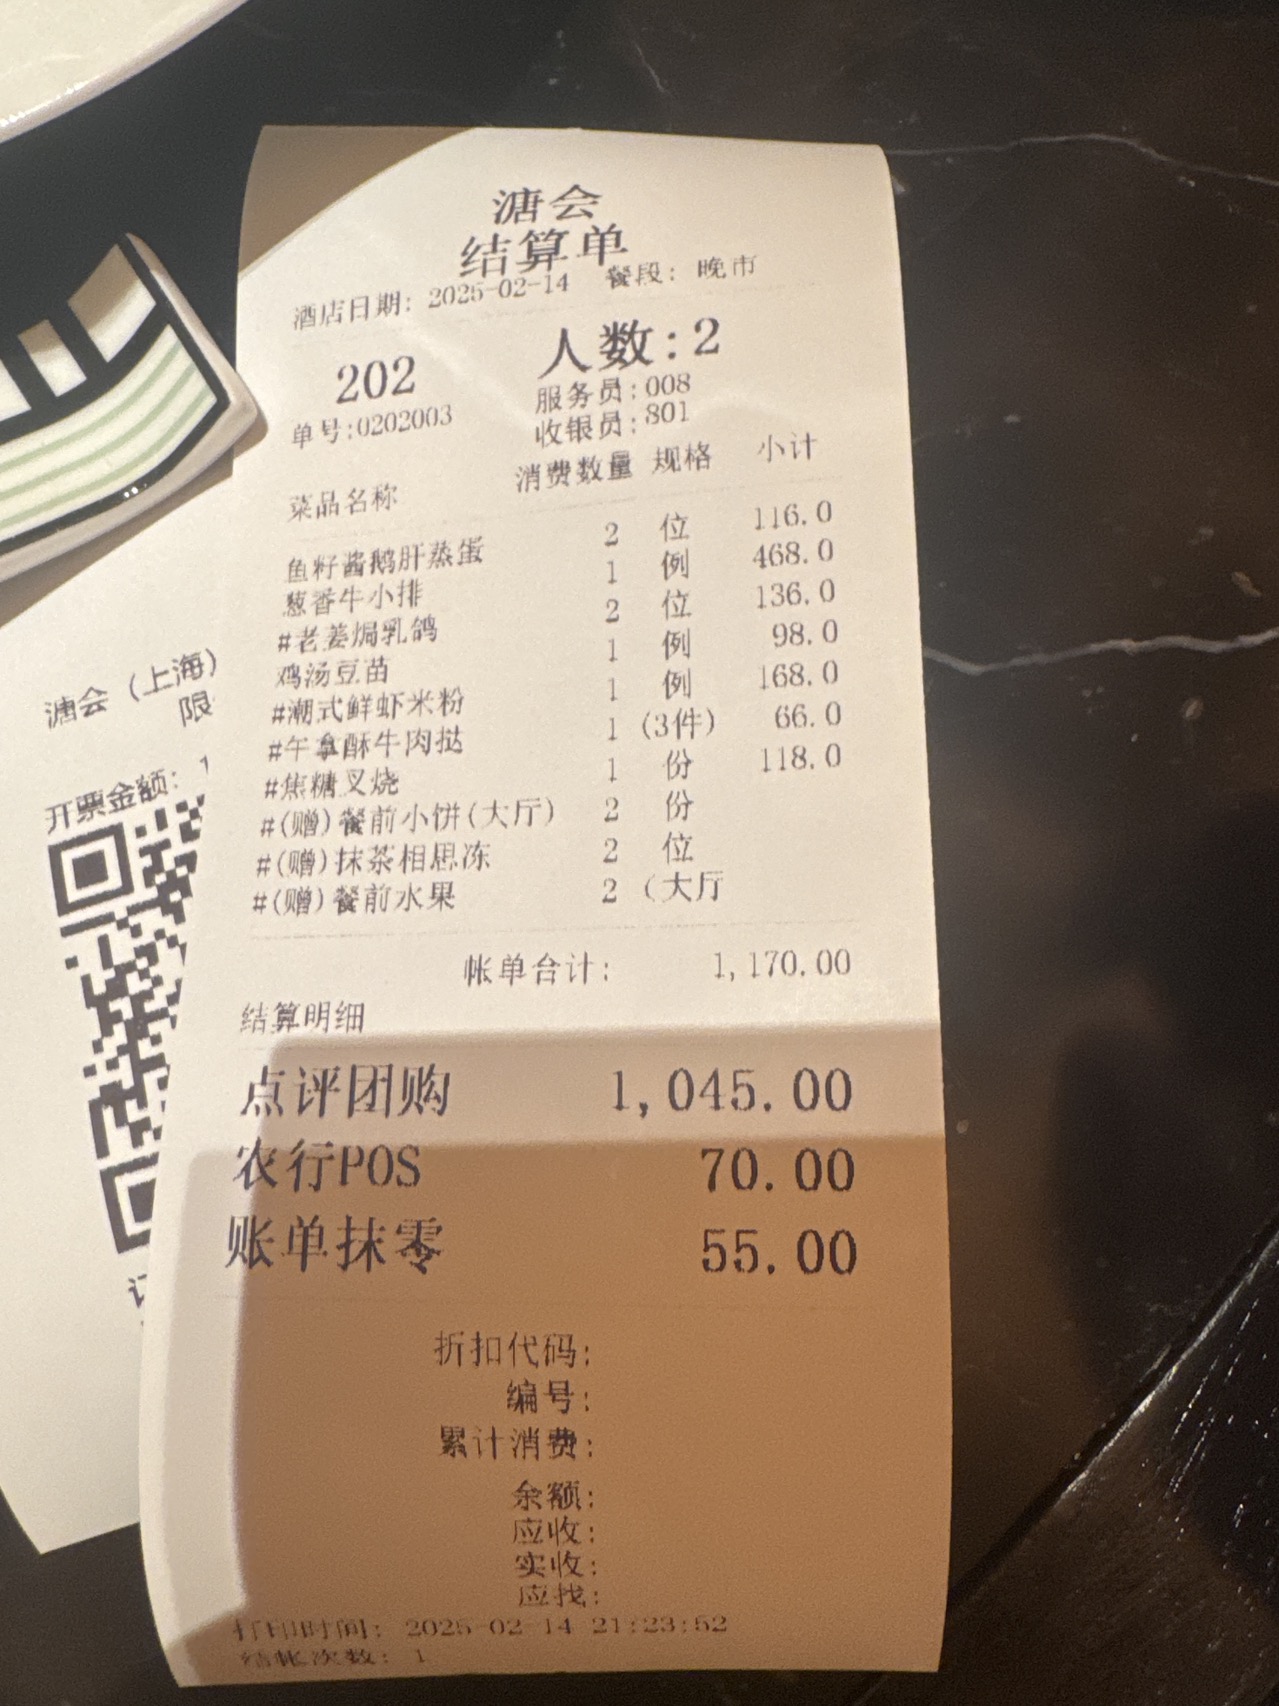 溏会
结算单
酒店日期: 2025-02-14 餐段: 晚市
202 人数:2
服务员:008
单号:0202003 收银员:801
菜品名称 消费数量 规格 小计
鱼籽酱鹅肝蒸蛋 2 位 116.0
葱香牛小排 1 例 468.0
#老姜焗乳鸽 2 位 136.0
鸡汤豆苗 1 例 98.0
#潮式鲜虾米粉 1 例 168.0
#午拿酥牛肉挞 1 (3件) 66.0
#焦糖叉烧 1 份 118.0
#(赠)餐前小饼(大厅) 2 份
#(赠)抹茶相思冻 2 位
#(赠)餐前水果 2 (大厅
帐单合计: 1,170.00
结算明细
点评团购 1,045.00
农行POS 70.00
账单抹零 55.00
折扣代码:
编号:
累计消费:
余额:
应收:
实收:
应找:
打印时间: 2025-02-14 21:23:52
结帐次数: 1
溏会（上海）
限
开票金额: